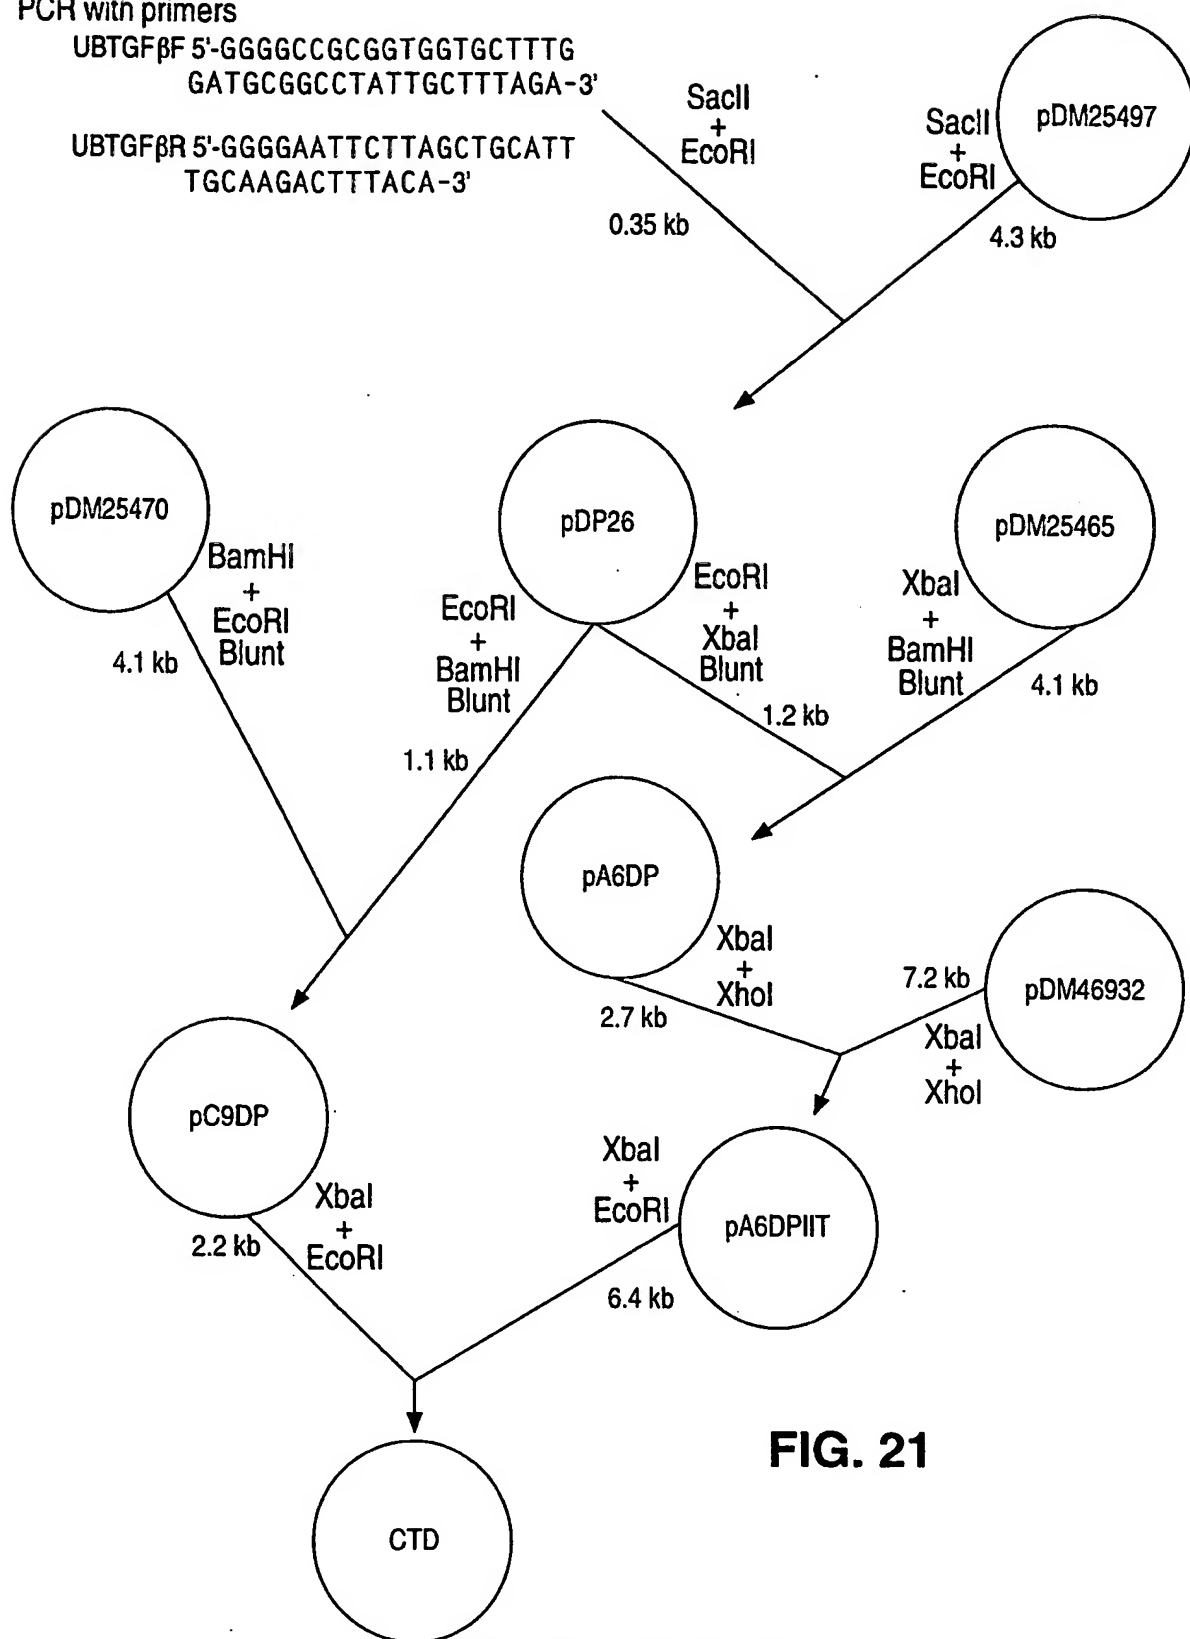 PCR with primers
UBTGFβF 5'-GGGGCCGCGGTGGTGCTTTG
GATGCGGCCTATTGCTTTAGA-3'
UBTGFβR 5'-GGGGAATTCTTAGCTGCATT
TGCAAGACTTTACA-3'
SacII
+
EcoRI
0.35 kb
SacII
+
EcoRI
pDM25497
4.3 kb
pDM25470
BamHI
+
EcoRI
Blunt
4.1 kb
pDP26
EcoRI
+
BamHI
Blunt
1.1 kb
EcoRI
+
XbaI
Blunt
1.2 kb
pDM25465
XbaI
+
BamHI
Blunt
4.1 kb
pA6DP
XbaI
+
XhoI
2.7 kb
7.2 kb
pDM46932
XbaI
+
XhoI
pC9DP
XbaI
+
EcoRI
2.2 kb
XbaI
+
EcoRI
pA6DPIIT
6.4 kb
CTD
FIG. 21